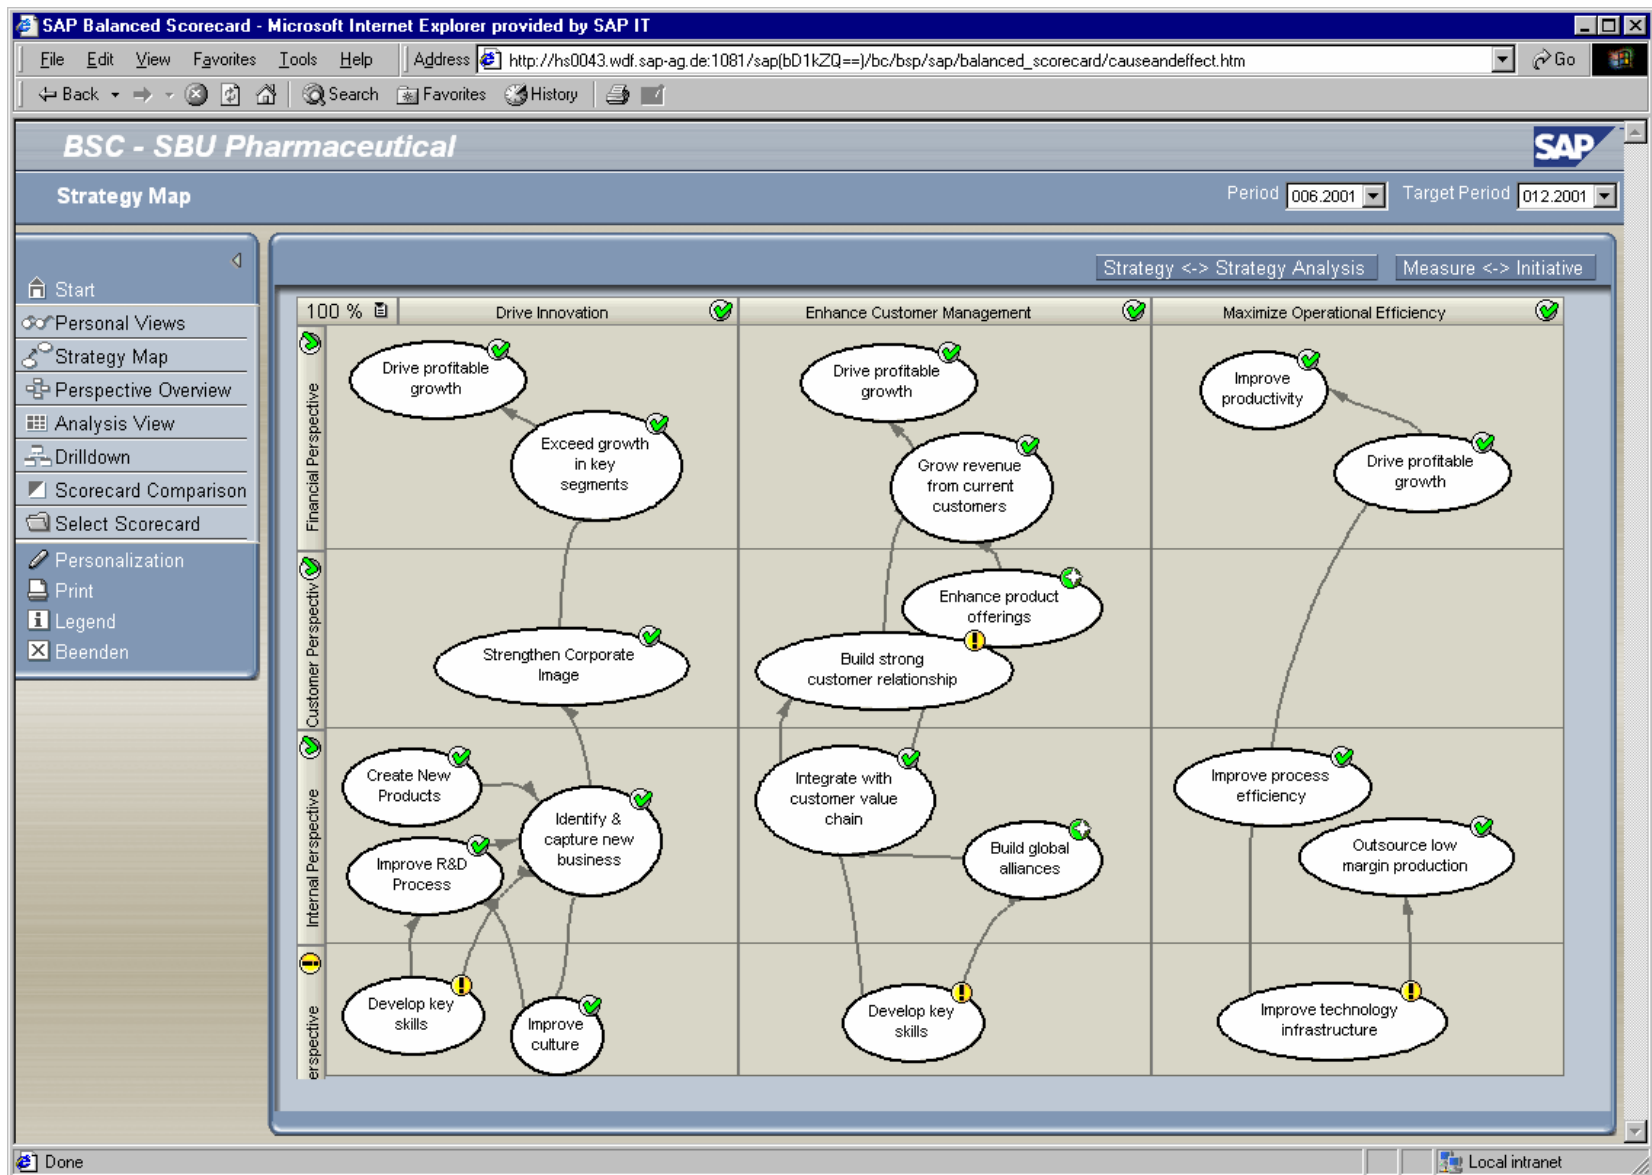 SAP Balanced Scorecard - Microsoft Internet Explorer provided by SAP IT
File Edit View Favorites Tools Help Address http://hs0043.wdf.sap-ag.de:1081/sap(bD1kZQ==)/bc/bsp/sap/balanced_scorecard/causeandeffect.htm Go
Back Search Favorites History
BSC - SBU Pharmaceutical
SAP
Strategy Map
Period 006.2001 Target Period 012.2001
Start
Personal Views
Strategy Map
Perspective Overview
Analysis View
Drilldown
Scorecard Comparison
Select Scorecard
Personalization
Print
Legend
Beenden
Strategy <-> Strategy Analysis Measure <-> Initiative
100 % Drive Innovation Enhance Customer Management Maximize Operational Efficiency
Financial Perspective
Drive profitable
growth
Exceed growth
in key
segments
Drive profitable
growth
Grow revenue
from current
customers
Improve
productivity
Drive profitable
growth
Customer Perspectiv
Strengthen Corporate
Image
Enhance product
offerings
Build strong
customer relationship
Internal Perspective
Create New
Products
Identify &
capture new
business
Improve R&D
Process
Integrate with
customer value
chain
Build global
alliances
Improve process
efficiency
Outsource low
margin production
erspective
Develop key
skills
Improve
culture
Develop key
skills
Improve technology
infrastructure
Done
Local intranet